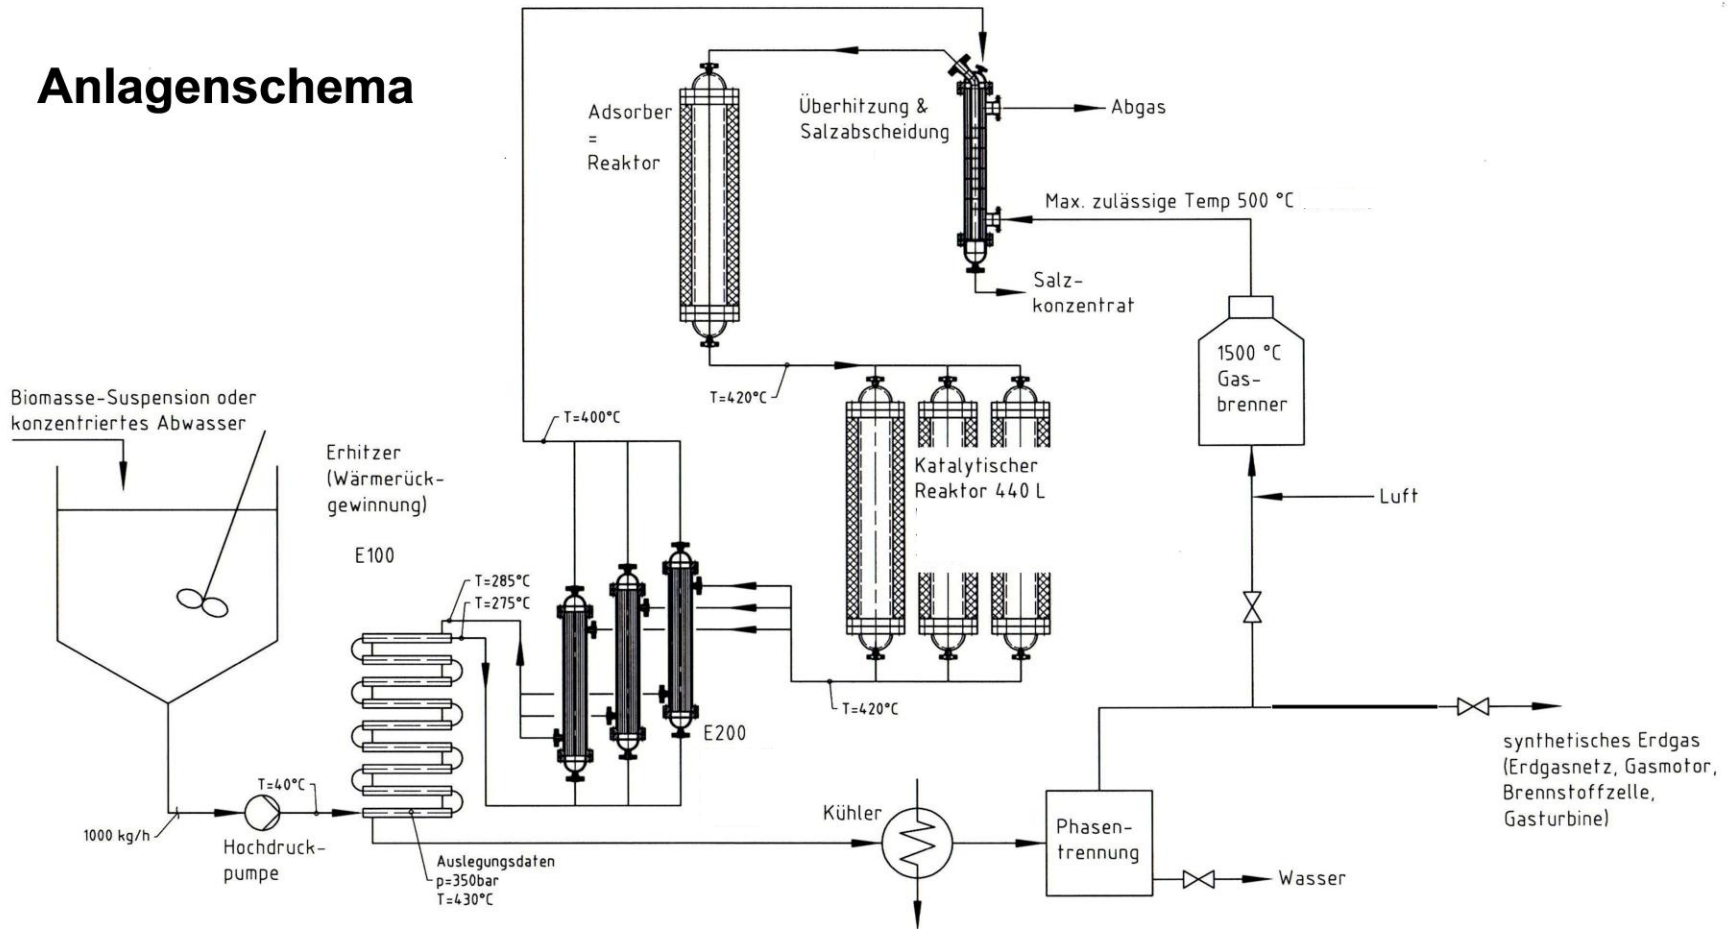 Anlagenschema
Adsorber
=
Reaktor
Überhitzung &
Salzabscheidung
Abgas
Max. zulässige Temp 500 °C
Salz-
konzentrat
1500 °C
Gas-
brenner
T=420°C
Biomasse-Suspension oder
konzentriertes Abwasser
T=400°C
Erhitzer
(Wärmerück-
gewinnung)
Katalytischer
Reaktor 440 L
Luft
E100
T=285°C
T=275°C
T=420°C
E200
synthetisches Erdgas
(Erdgasnetz, Gasmotor,
Brennstoffzelle,
Gasturbine)
T=40°C
1000 kg/h
Hochdruck-
pumpe
Auslegungsdaten
p=350bar
T=430°C
Kühler
Phasen-
trennung
Wasser